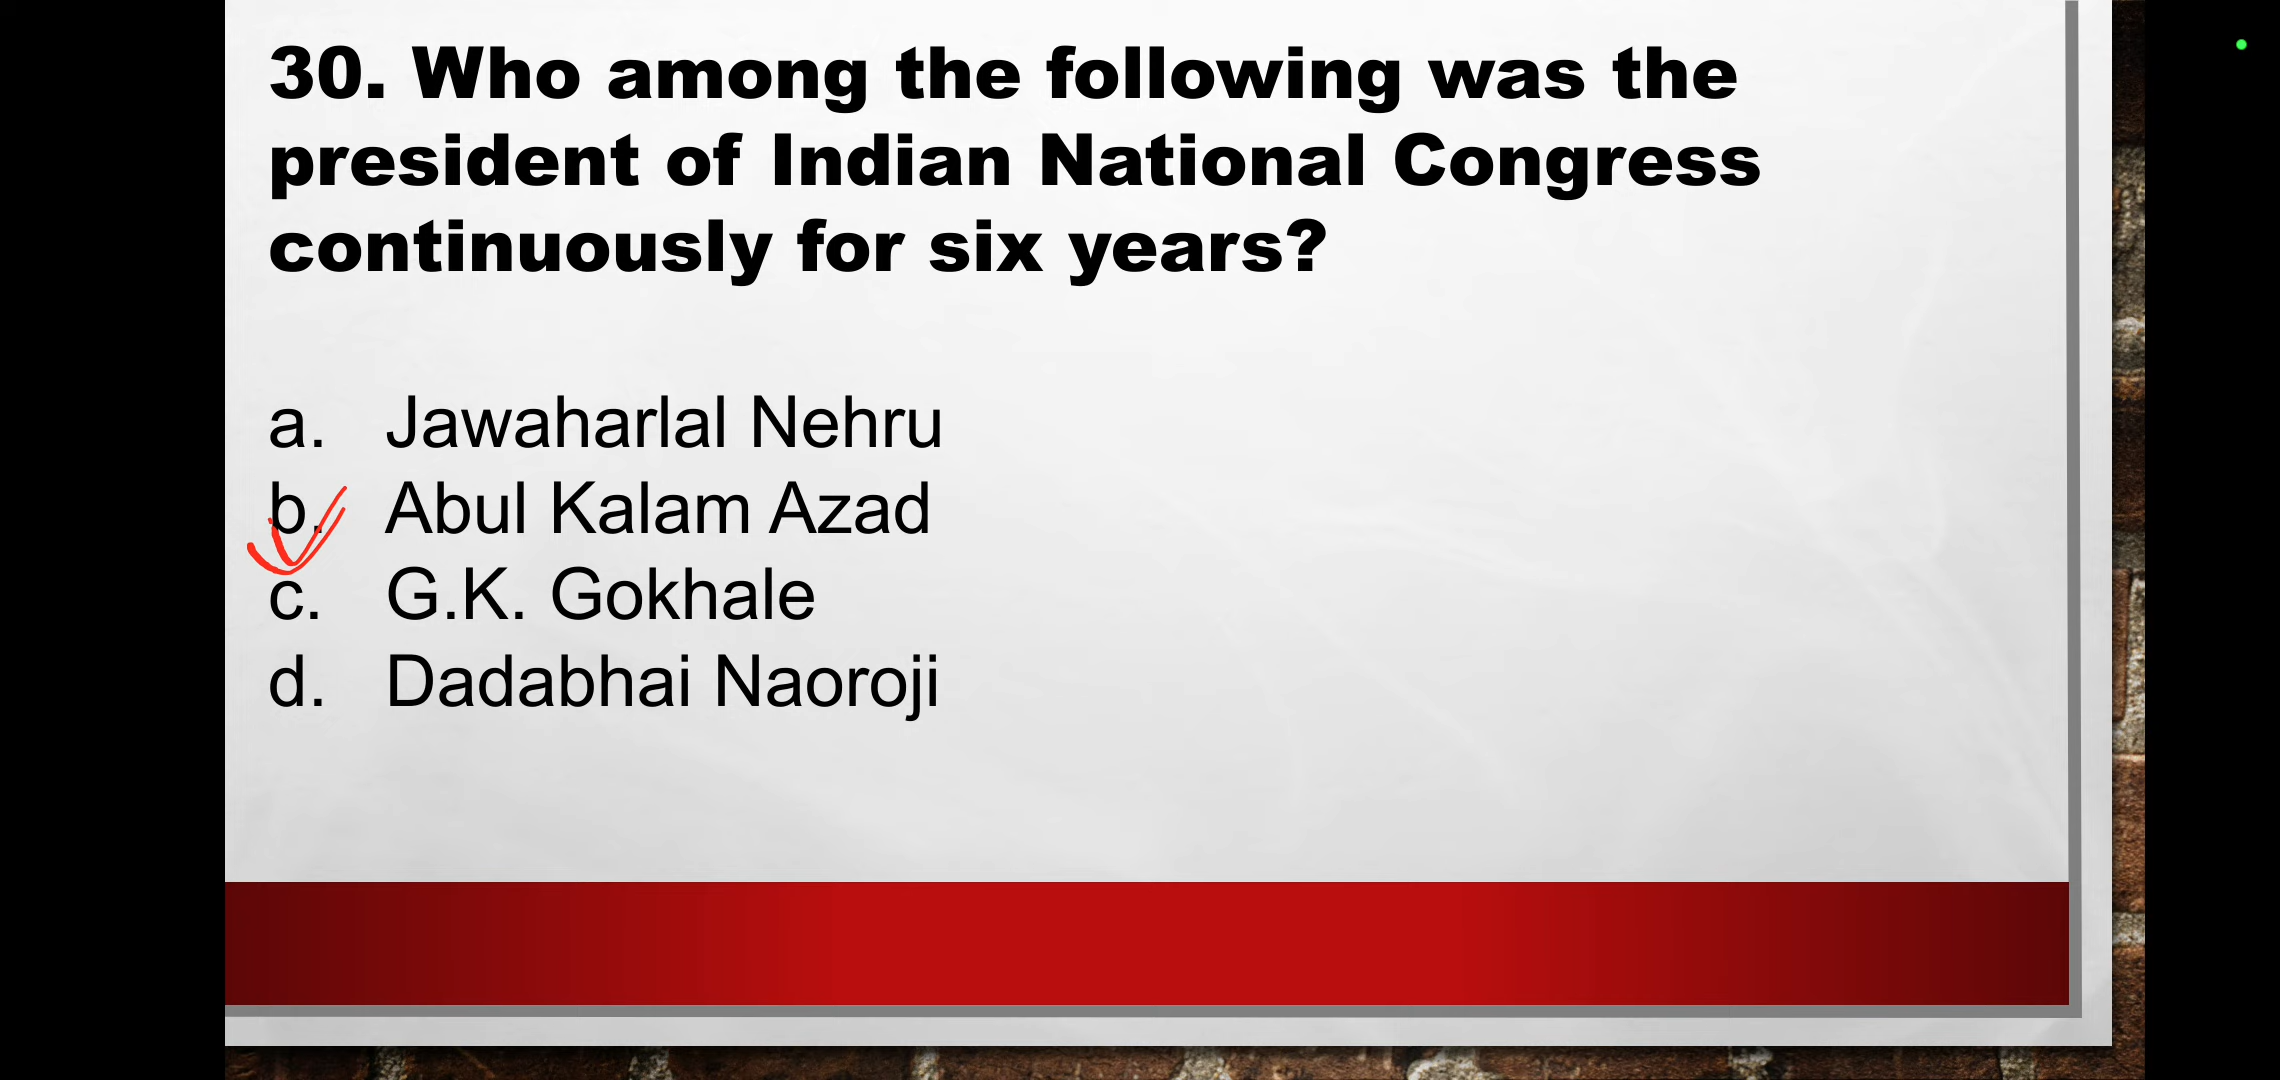 30. Who among the following was the
president of Indian National Congress
continuously for six years?
a. Jawaharlal Nehru
b. Abul Kalam Azad
c. G.K. Gokhale
d. Dadabhai Naoroji